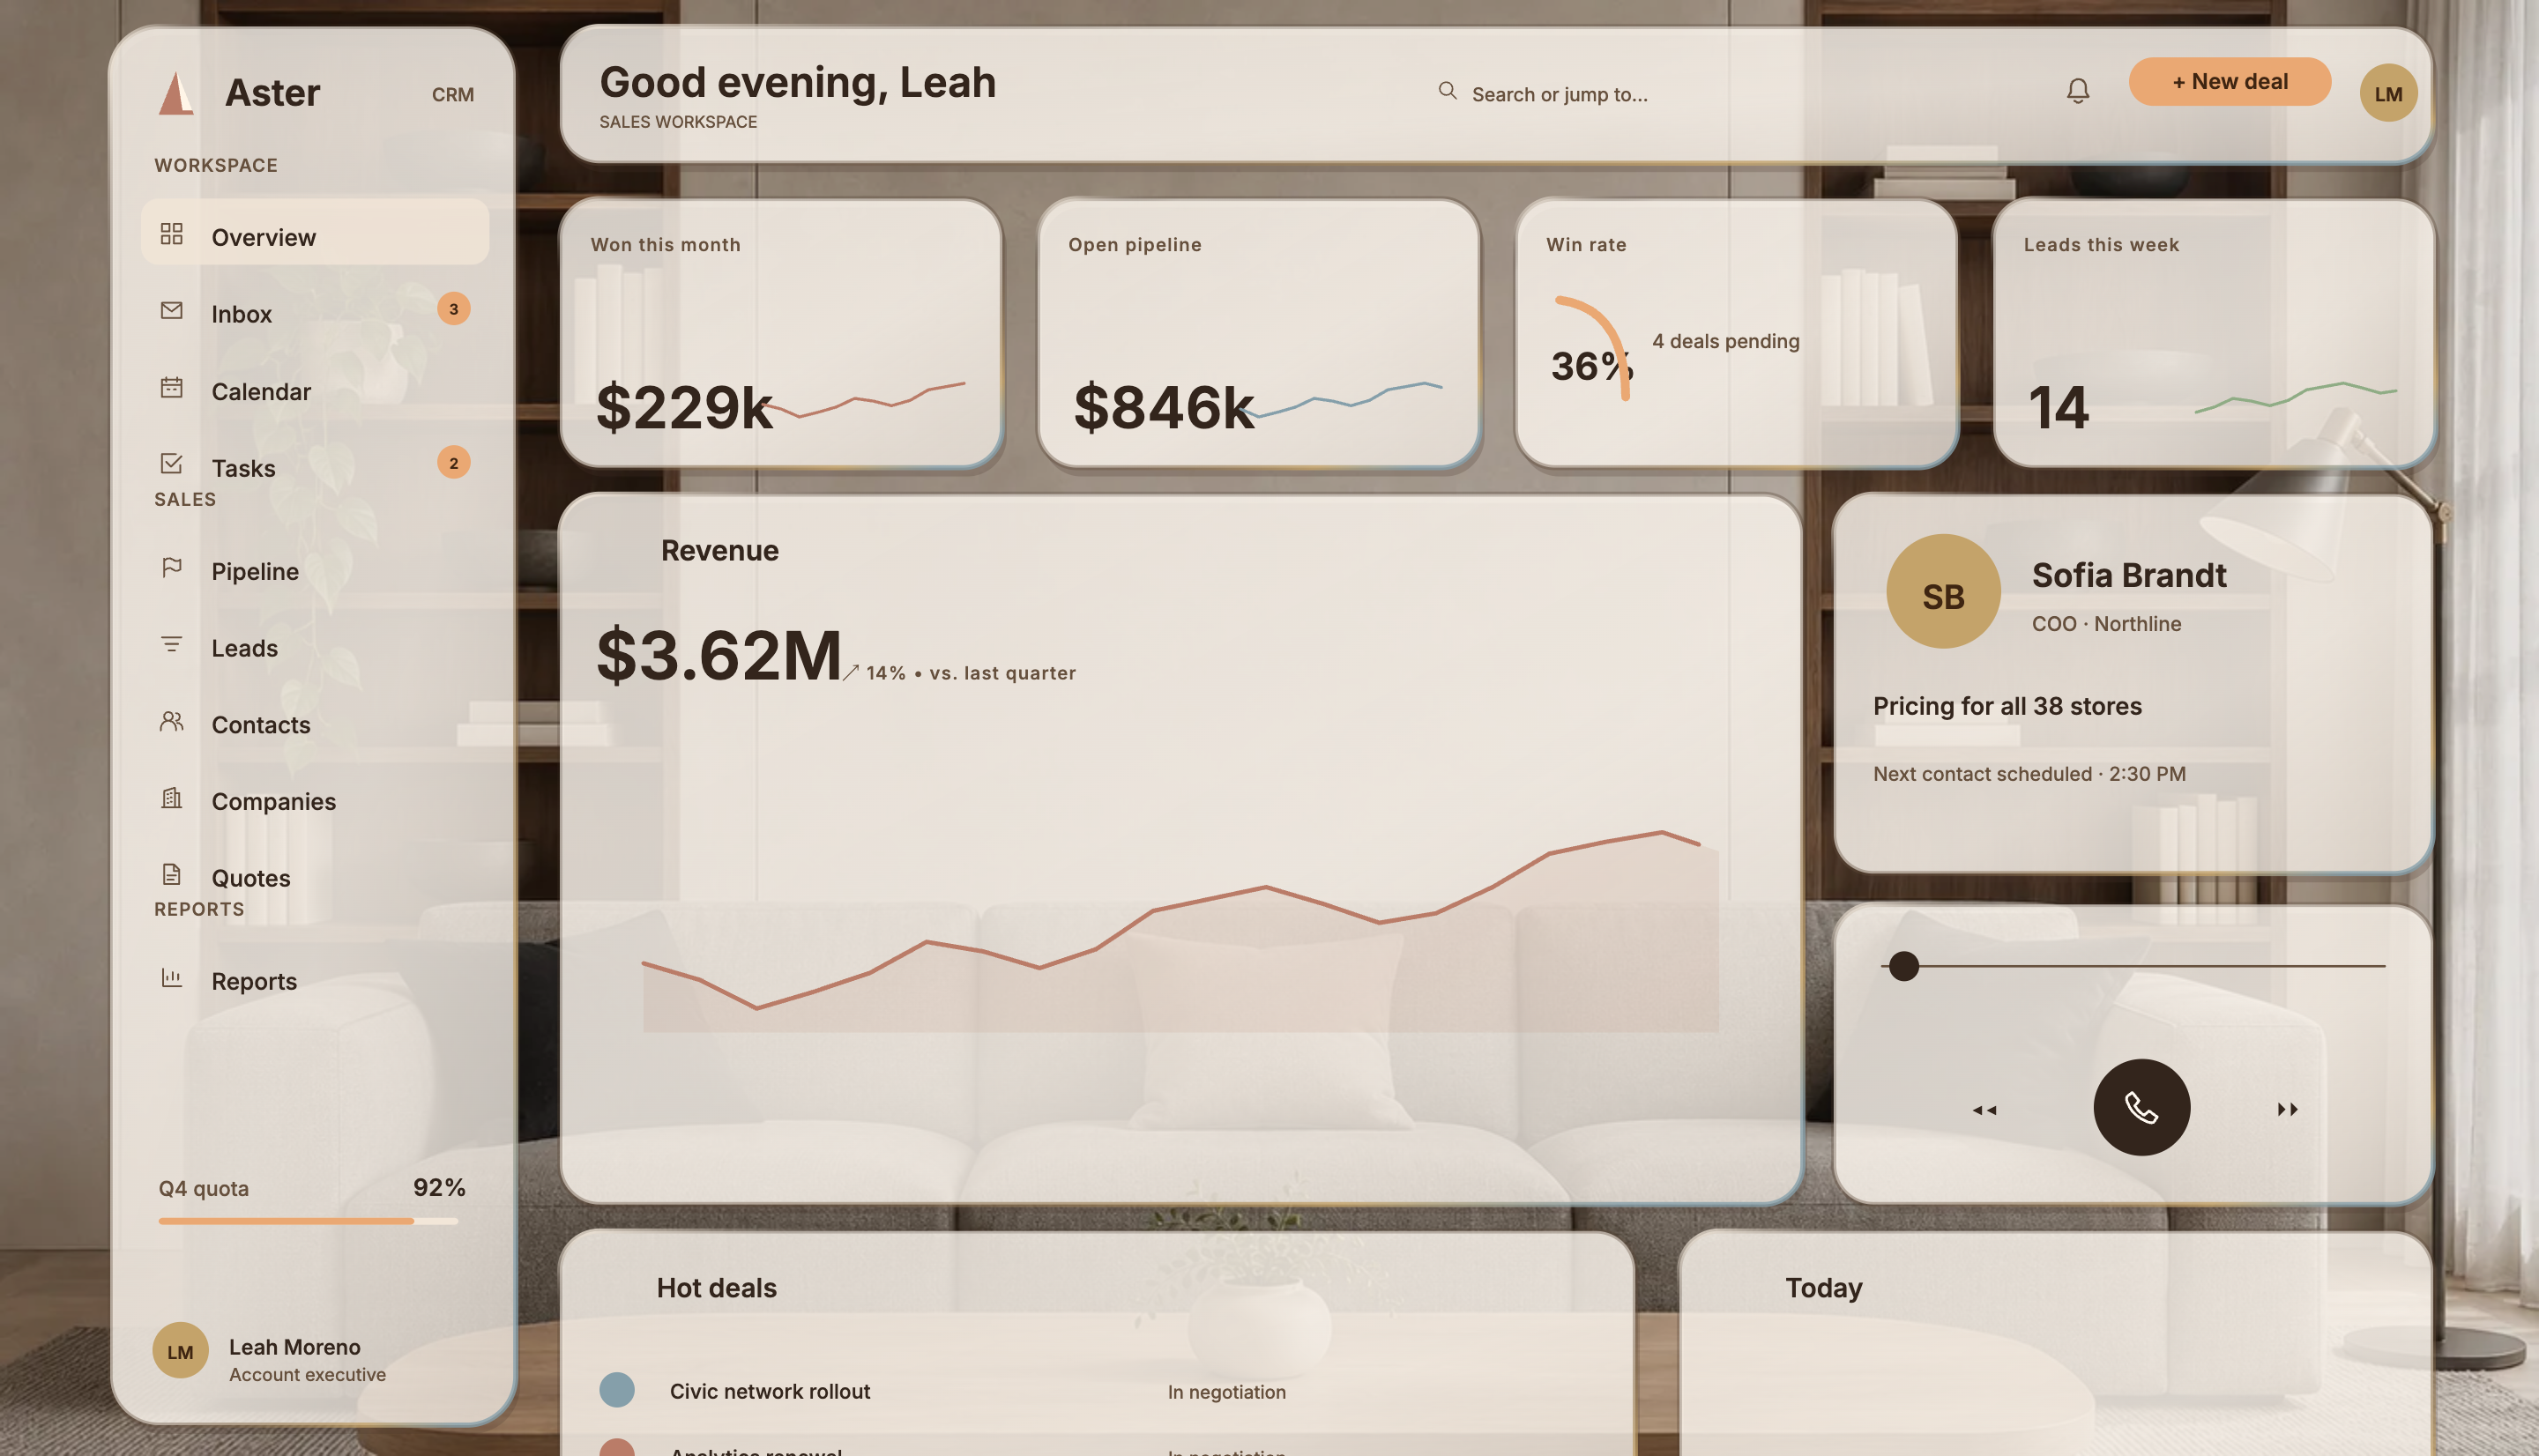 Aster
CRM
WORKSPACE
Overview
Inbox
3
Calendar
Tasks
2
SALES
Pipeline
Leads
Contacts
Companies
Quotes
REPORTS
Reports
Q4 quota
92%
LM
Leah Moreno
Account executive
Good evening, Leah
SALES WORKSPACE
Search or jump to...
+ New deal
LM
Won this month
$229k
Open pipeline
$846k
Win rate
36%
4 deals pending
Leads this week
14
Revenue
$3.62M
↗ 14% • vs. last quarter
SB
Sofia Brandt
COO · Northline
Pricing for all 38 stores
Next contact scheduled · 2:30 PM
Hot deals
Civic network rollout
In negotiation
Analytics renewal
In negotiation
Today